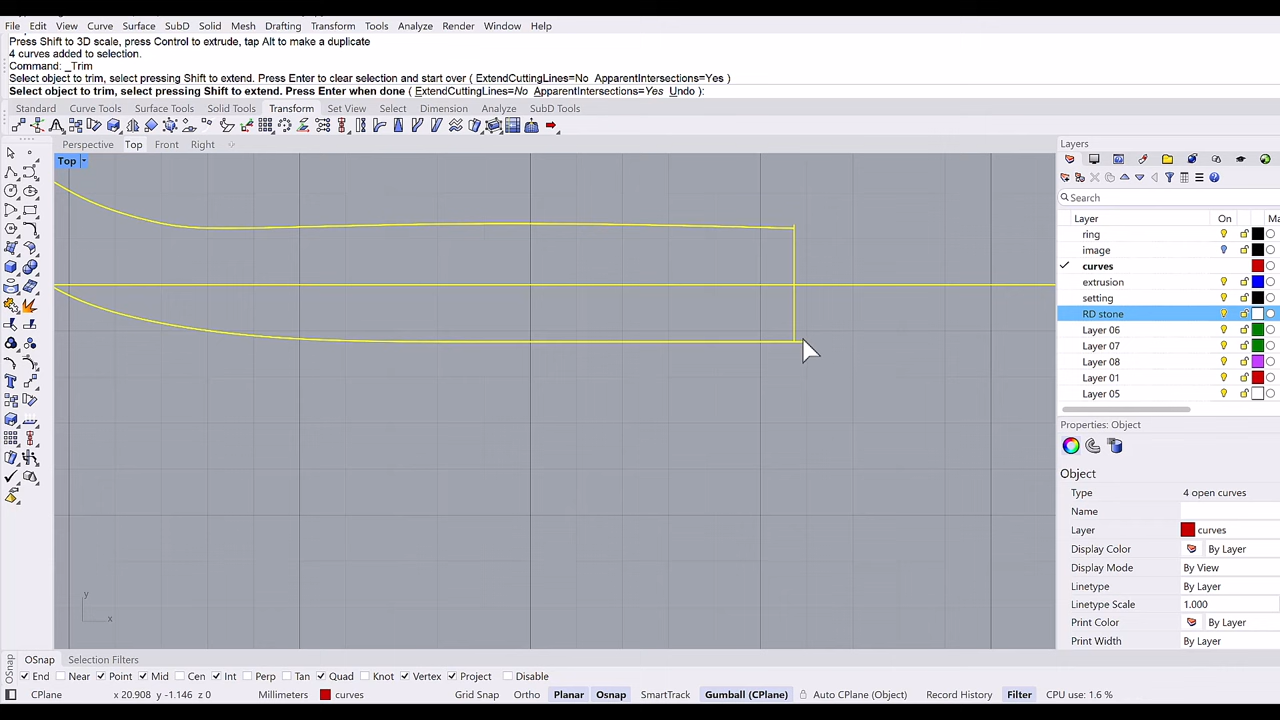 Press Shift to 3D scale, press Control to extrude, tap Alt to make a duplicate
4 curves added to selection.
Command: _Trim
Select object to trim, select pressing Shift to extend. Press Enter to clear selection and start over ( ExtendCuttingLines=No ApparentIntersections=Yes )
Select object to trim, select pressing Shift to extend. Press Enter when done ( ExtendCuttingLines=No ApparentIntersections=Yes Undo ):
File Edit View Curve Surface SubD Solid Mesh Drafting Transform Tools Analyze Render Window Help
Standard Curve Tools Surface Tools Solid Tools Transform Set View Select Dimension Analyze SubD Tools
Perspective Top Front Right
Top
Layers
Search
Layer On Ma
ring
image
curves
extrusion
setting
RD stone
Layer 06
Layer 07
Layer 08
Layer 01
Layer 05
Properties: Object
Object
Type 4 open curves
Name
Layer curves
Display Color By Layer
Display Mode By View
Linetype By Layer
Linetype Scale 1.000
Print Color By Layer
Print Width By Layer
y
x
OSnap
OSnap Selection Filters
End Near Point Mid Cen Int Perp Tan Quad Knot Vertex Project Disable
CPlane x 20.908 y -1.146 z 0 Millimeters curves Grid Snap Ortho Planar Osnap SmartTrack Gumball (CPlane) Auto CPlane (Object) Record History Filter CPU use: 1.6 %